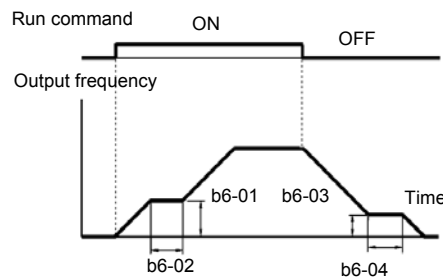 Run command
ON
OFF
Output frequency
b6-01
b6-03
Time
b6-02
b6-04